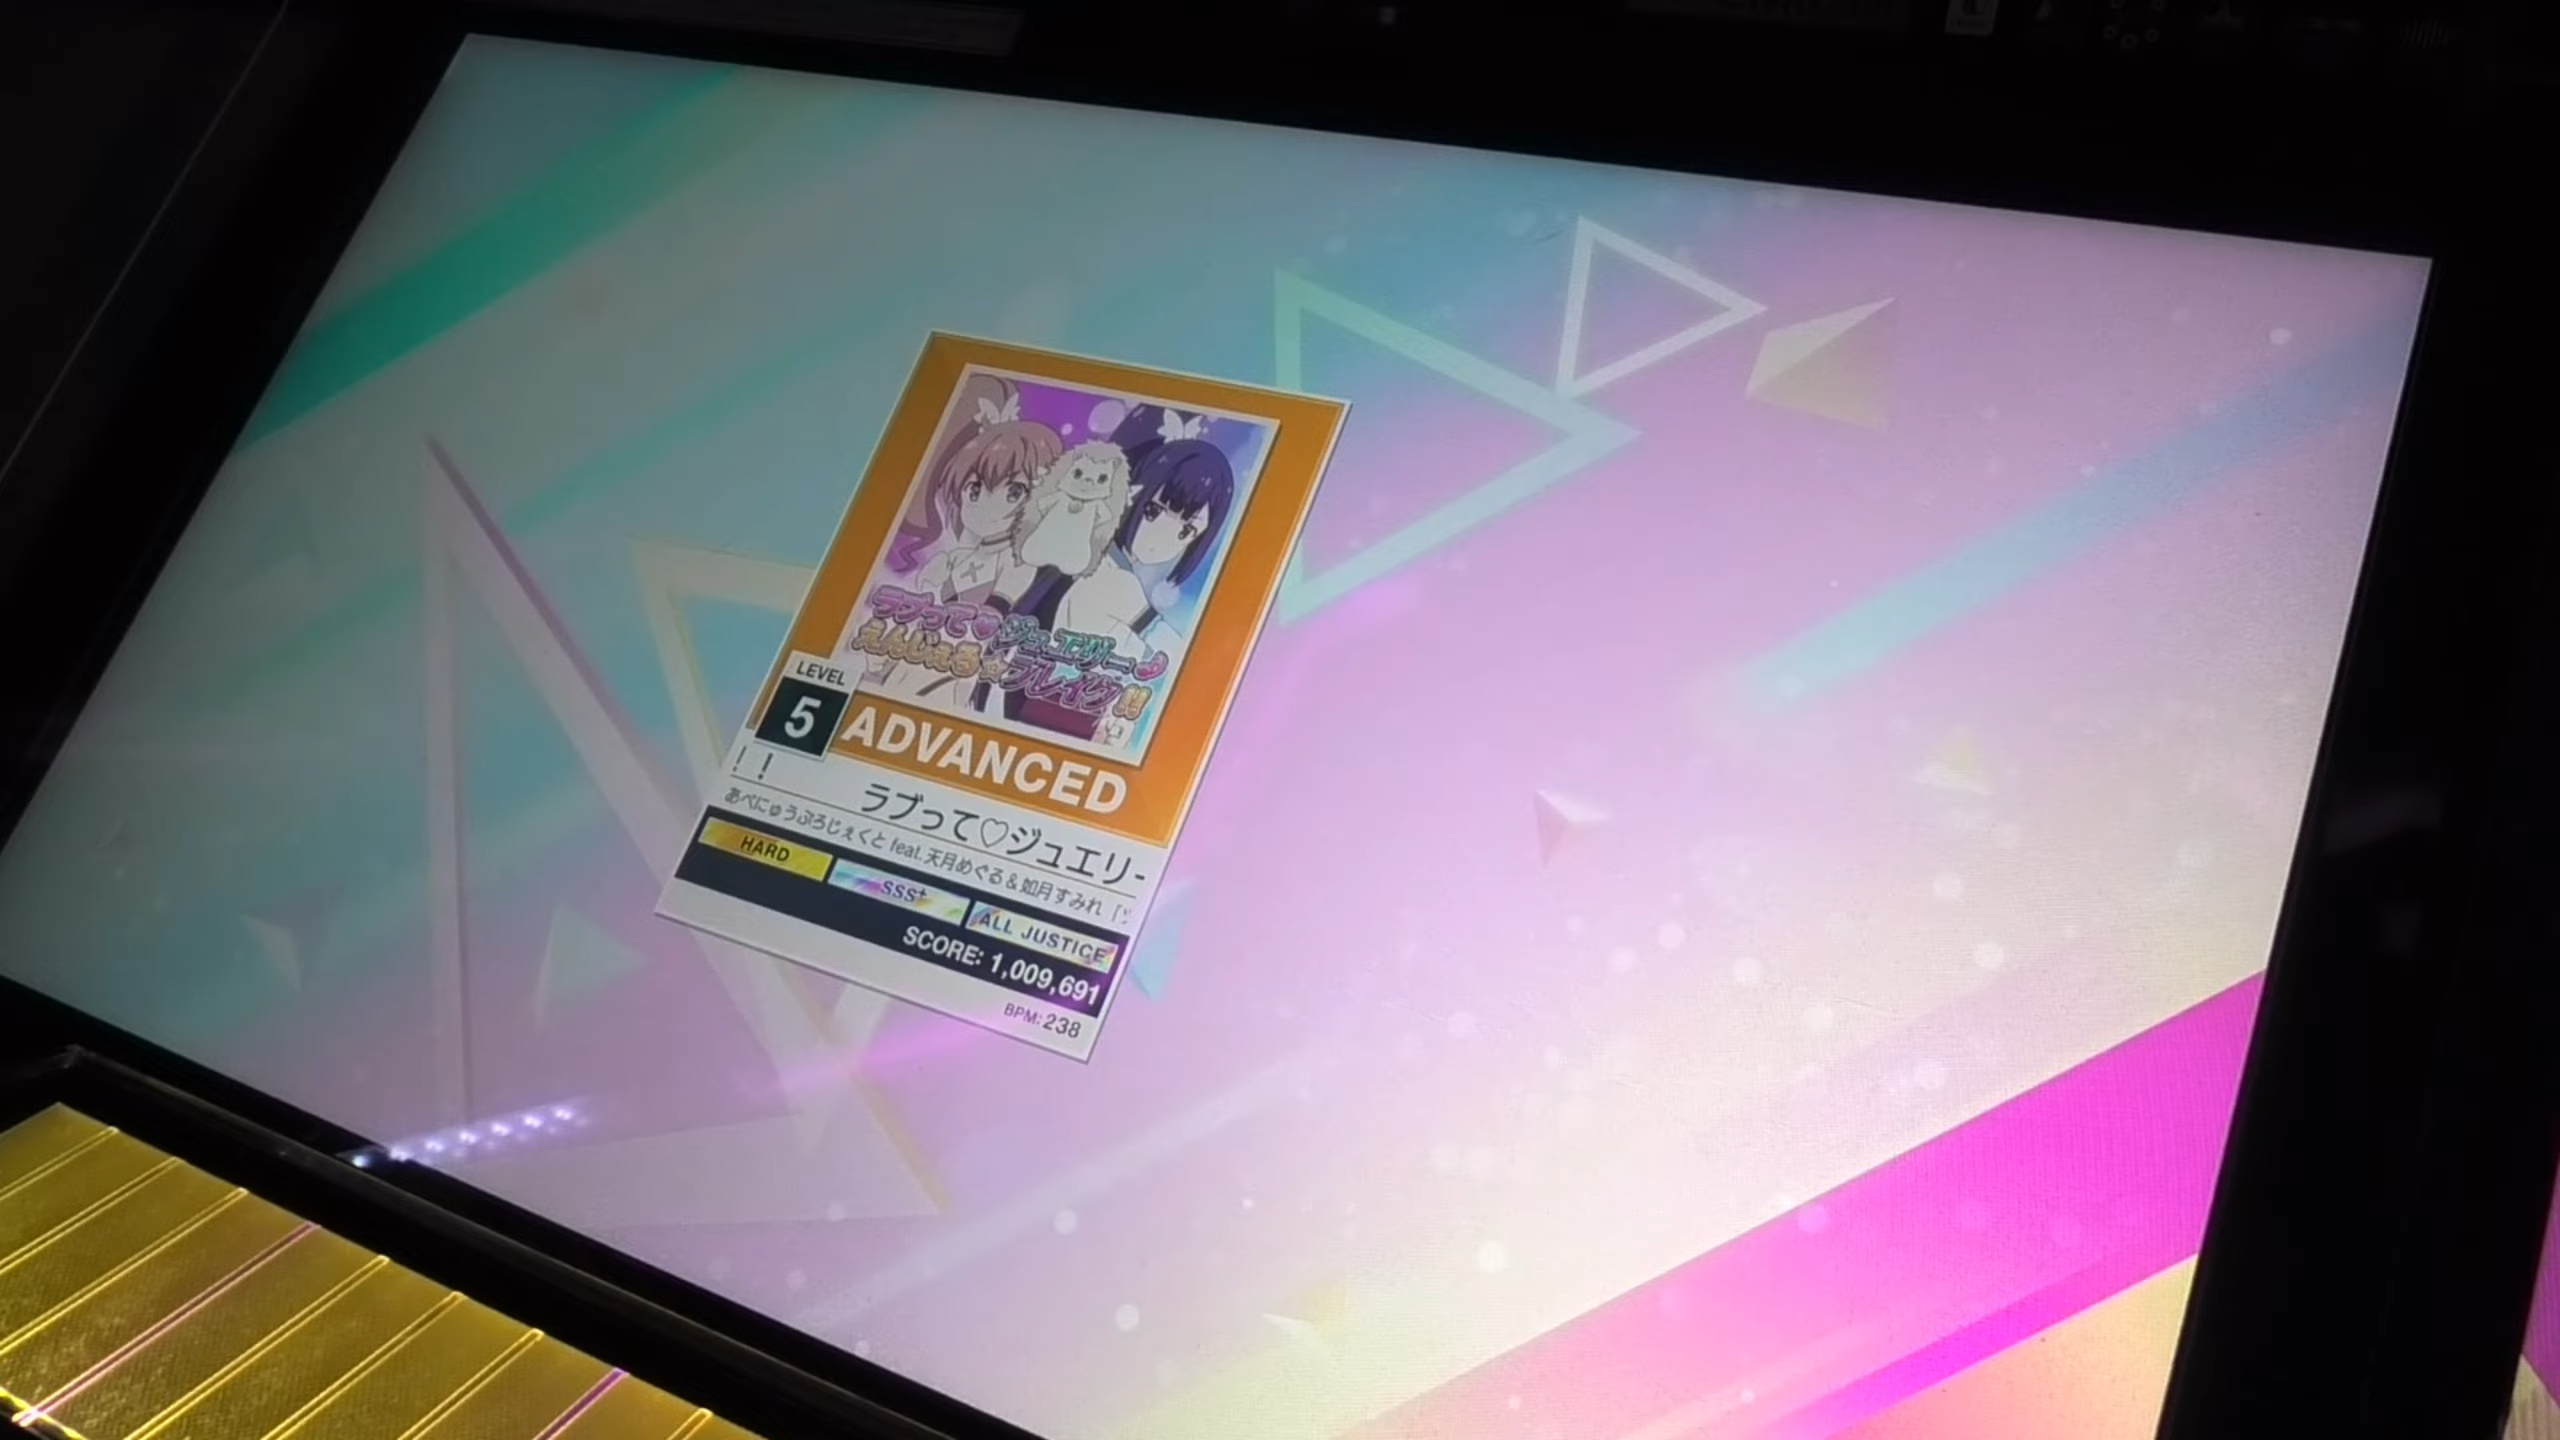 ラブって♥ジュエリー♪
えんじぇる☆ブレイク!!
LEVEL
5
ADVANCED
！！　　ラブって♡ジュエリー
あべにゅうぷろじぇくと feat.天月めぐる＆如月すみれ「
HARD
SSS+
ALL JUSTICE
SCORE: 1,009,691
BPM: 238